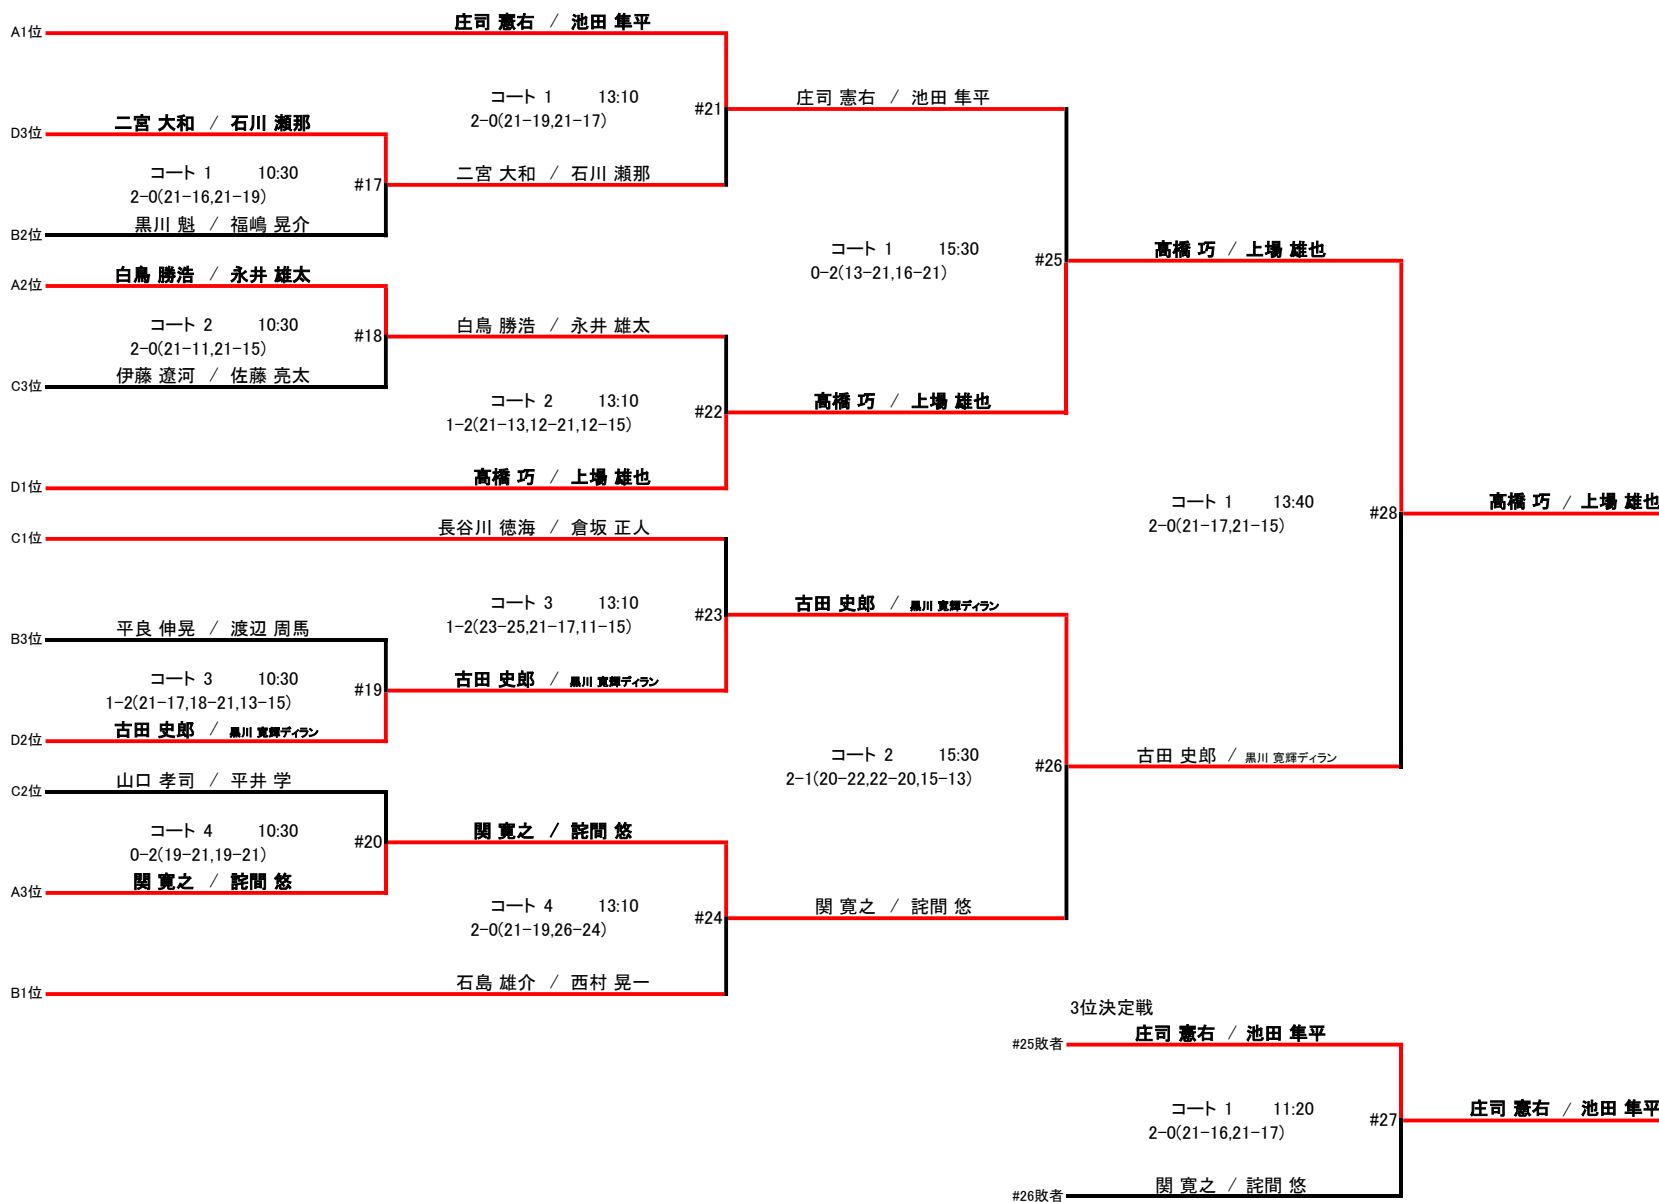 A1位 庄司 憲右 / 池田 隼平
コート 1 13:10 #21
2-0(21-19,21-17)
庄司 憲右 / 池田 隼平
D3位 二宮 大和 / 石川 瀬那
コート 1 10:30 #17
2-0(21-16,21-19)
二宮 大和 / 石川 瀬那
B2位 黒川 魁 / 福嶋 晃介
コート 1 15:30 #25
0-2(13-21,16-21)
髙橋 巧 / 上場 雄也
A2位 白鳥 勝浩 / 永井 雄太
コート 2 10:30 #18
2-0(21-11,21-15)
白鳥 勝浩 / 永井 雄太
C3位 伊藤 遼河 / 佐藤 亮太
コート 2 13:10 #22
1-2(21-13,12-21,12-15)
髙橋 巧 / 上場 雄也
D1位 髙橋 巧 / 上場 雄也
コート 1 13:40 #28
2-0(21-17,21-15)
髙橋 巧 / 上場 雄也
C1位 長谷川 徳海 / 倉坂 正人
コート 3 13:10 #23
1-2(23-25,21-17,11-15)
古田 史郎 / 黒川 寛輝ディラン
B3位 平良 伸晃 / 渡辺 周馬
コート 3 10:30 #19
1-2(21-17,18-21,13-15)
古田 史郎 / 黒川 寛輝ディラン
D2位 古田 史郎 / 黒川 寛輝ディラン
コート 2 15:30 #26
2-1(20-22,22-20,15-13)
古田 史郎 / 黒川 寛輝ディラン
C2位 山口 孝司 / 平井 学
コート 4 10:30 #20
0-2(19-21,19-21)
関 寛之 / 詫間 悠
A3位 関 寛之 / 詫間 悠
コート 4 13:10 #24
2-0(21-19,26-24)
関 寛之 / 詫間 悠
B1位 石島 雄介 / 西村 晃一
3位決定戦
#25敗者 庄司 憲右 / 池田 隼平
コート 1 11:20 #27
2-0(21-16,21-17)
庄司 憲右 / 池田 隼平
#26敗者 関 寛之 / 詫間 悠